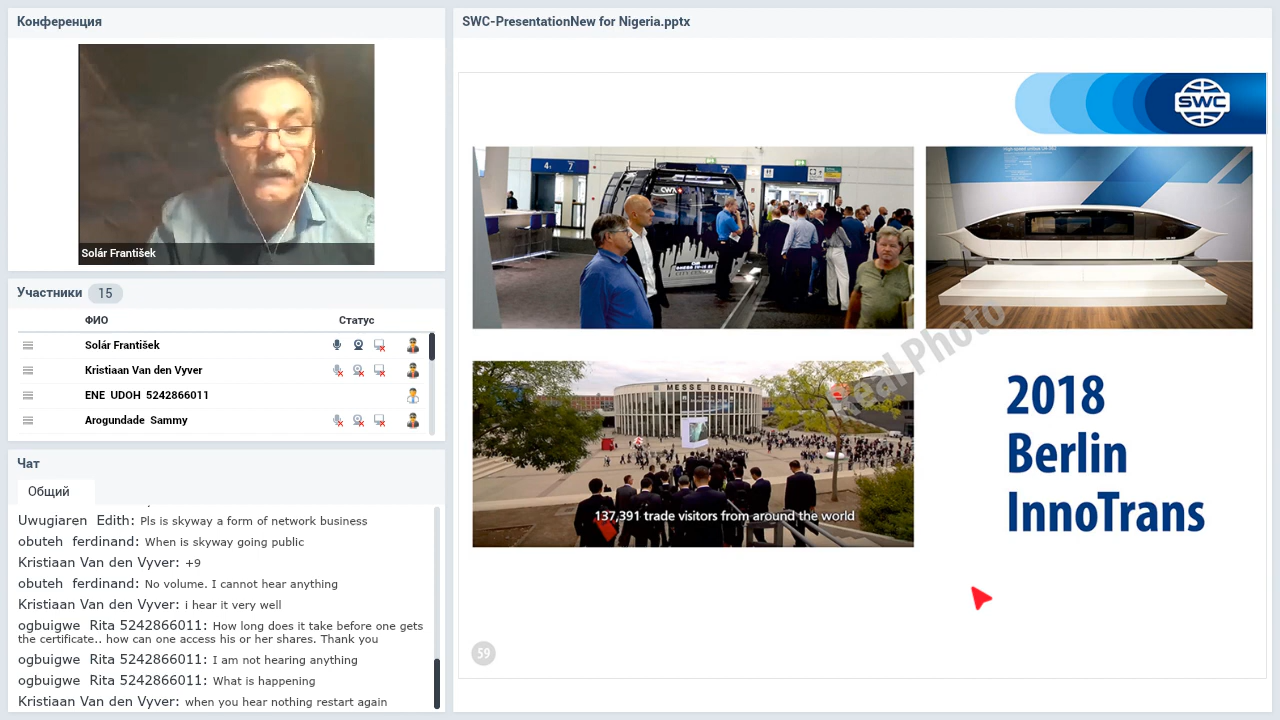 Конференция
Solár František
Участники 15
ФИО Статус
Solár František
Kristiaan Van den Vyver
ENE UDOH 5242866011
Arogundade Sammy
Чат
Общий
Uwugiaren Edith: Pls is skyway a form of network business
obuteh ferdinand: When is skyway going public
Kristiaan Van den Vyver: +9
obuteh ferdinand: No volume. I cannot hear anything
Kristiaan Van den Vyver: i hear it very well
ogbuigwe Rita 5242866011: How long does it take before one gets
the certificate.. how can one access his or her shares. Thank you
ogbuigwe Rita 5242866011: I am not hearing anything
ogbuigwe Rita 5242866011: What is happening
Kristiaan Van den Vyver: when you hear nothing restart again
SWC-PresentationNew for Nigeria.pptx
SWC
4
7
7
CWA
MESSE BERLIN
137,391 trade visitors from around the world
Real Photo
2018
Berlin
InnoTrans
59